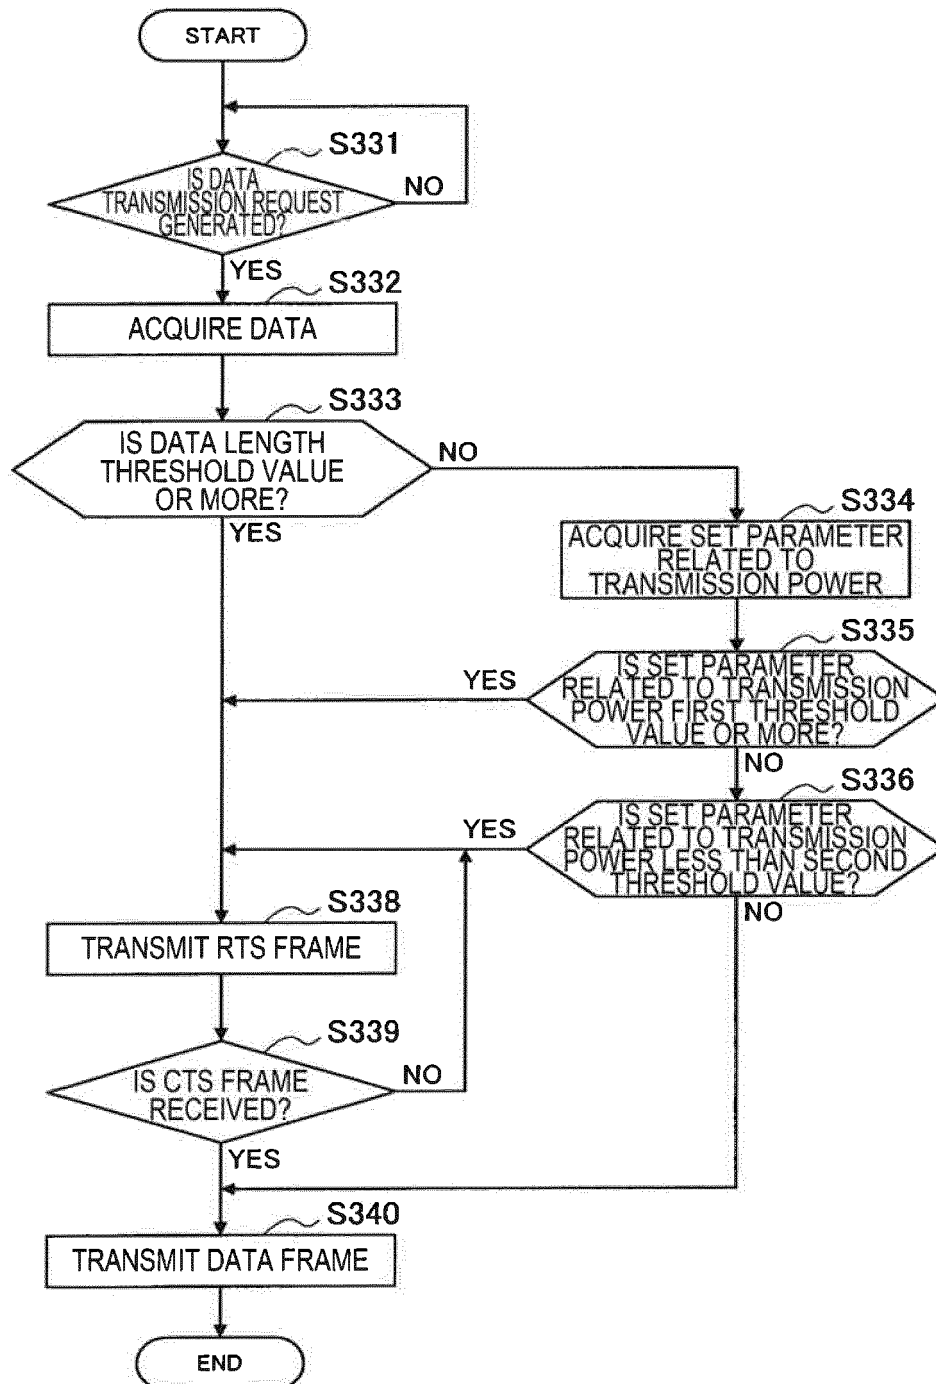 START
S331
IS DATA
TRANSMISSION REQUEST
GENERATED?
NO
YES
S332
ACQUIRE DATA
S333
IS DATA LENGTH
THRESHOLD VALUE
OR MORE?
NO
YES
S334
ACQUIRE SET PARAMETER
RELATED TO
TRANSMISSION POWER
S335
IS SET PARAMETER
RELATED TO TRANSMISSION
POWER FIRST THRESHOLD
VALUE OR MORE?
YES
NO
S336
IS SET PARAMETER
RELATED TO TRANSMISSION
POWER LESS THAN SECOND
THRESHOLD VALUE?
YES
NO
S338
TRANSMIT RTS FRAME
S339
IS CTS FRAME
RECEIVED?
NO
YES
S340
TRANSMIT DATA FRAME
END